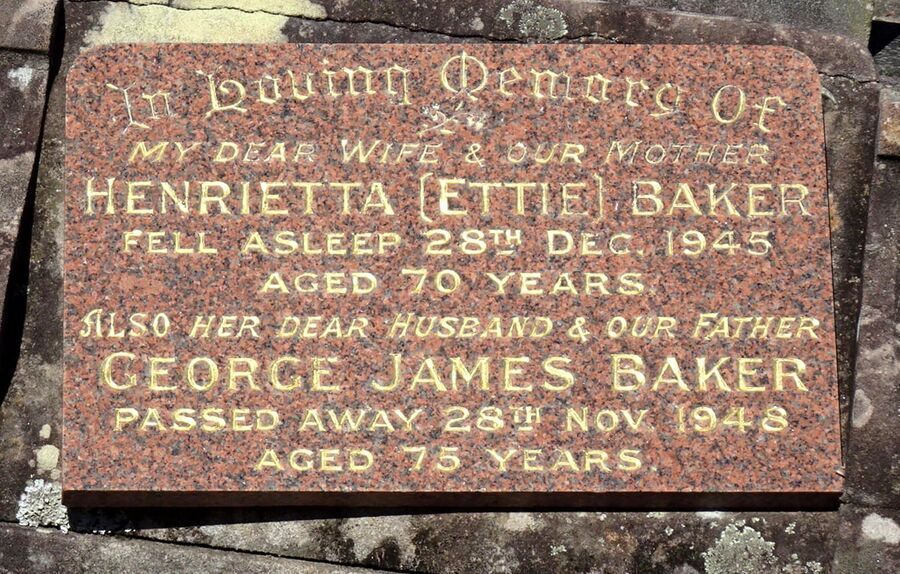 In Loving Memory Of
MY DEAR WIFE & OUR MOTHER
HENRIETTA (ETTIE) BAKER
FELL ASLEEP 28TH DEC. 1945
AGED 70 YEARS
ALSO HER DEAR HUSBAND & OUR FATHER
GEORGE JAMES BAKER
PASSED AWAY 28TH NOV. 1948
AGED 75 YEARS.